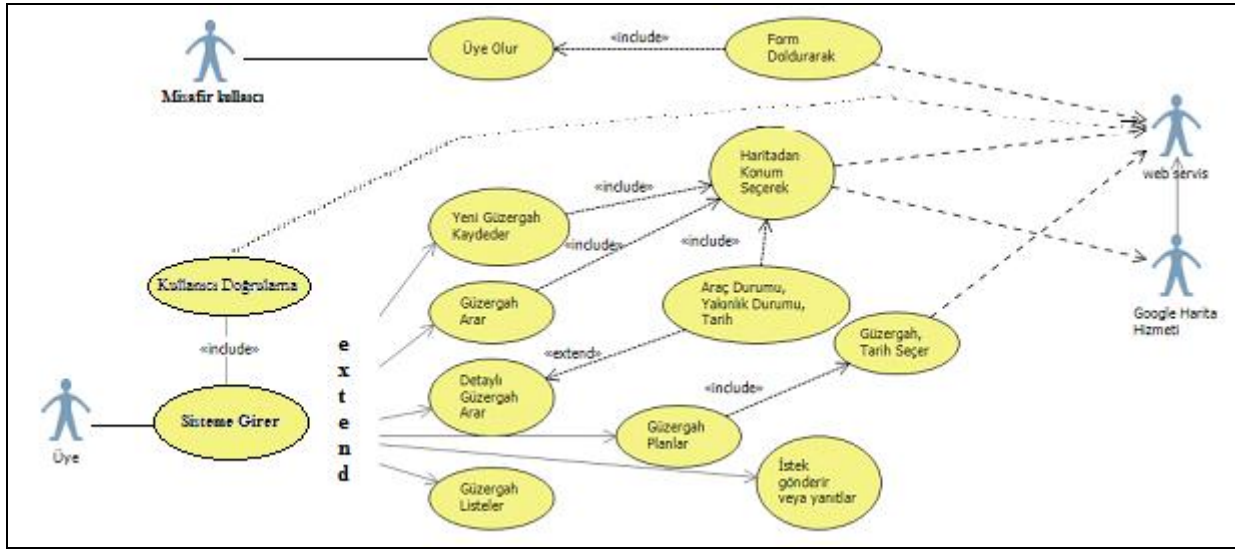 Üye Olur
«include»
Form
Doldurarak
Misafir kullacı
web servis
Haritadan
Konum
Seçerek
«include»
Yeni Güzergah
Kaydeder
«include»
«include»
Kullanıcı Doğrulama
Güzergah
Arar
Araç Durumu,
Yakınlık Durumu,
Tarih
Google Harita
Hizmeti
Güzergah,
Tarih Seçer
«include»
extend
«extend»
Detaylı
Güzergah
Arar
«include»
Sisteme Girer
Üye
Güzergah
Planlar
İstek
gönderir
veya yanıtlar
Güzergah
Listeler